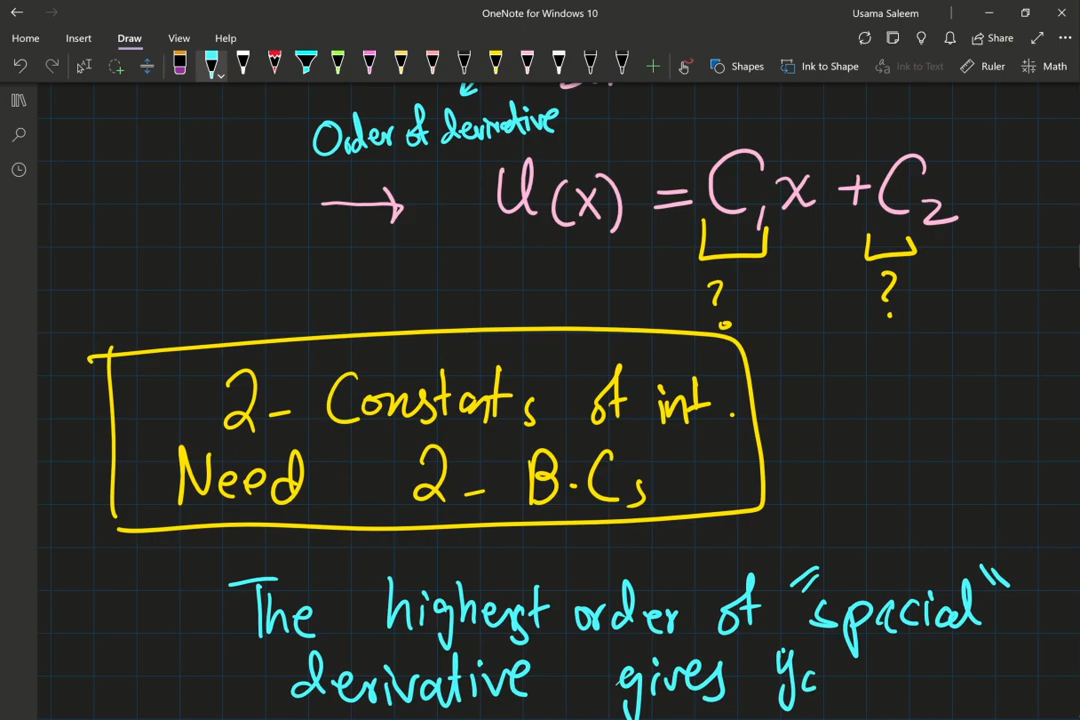 OneNote for Windows 10
Usama Saleem
Home Insert Draw View Help
Share
Shapes Ink to Shape Ink to Text Ruler Math
Order of derivative
→ U(x) = C₁x + C₂
? ?
2- Constants of int.
Need 2- B.Cs
The highest order of "spacial"
derivative gives yo